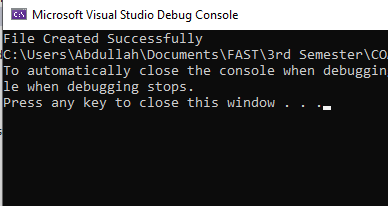 Microsoft Visual Studio Debug Console
File Created Successfully
C:\Users\Abdullah\Documents\FAST\3rd Semester\CO
To automatically close the console when debuggin
le when debugging stops.
Press any key to close this window . . .